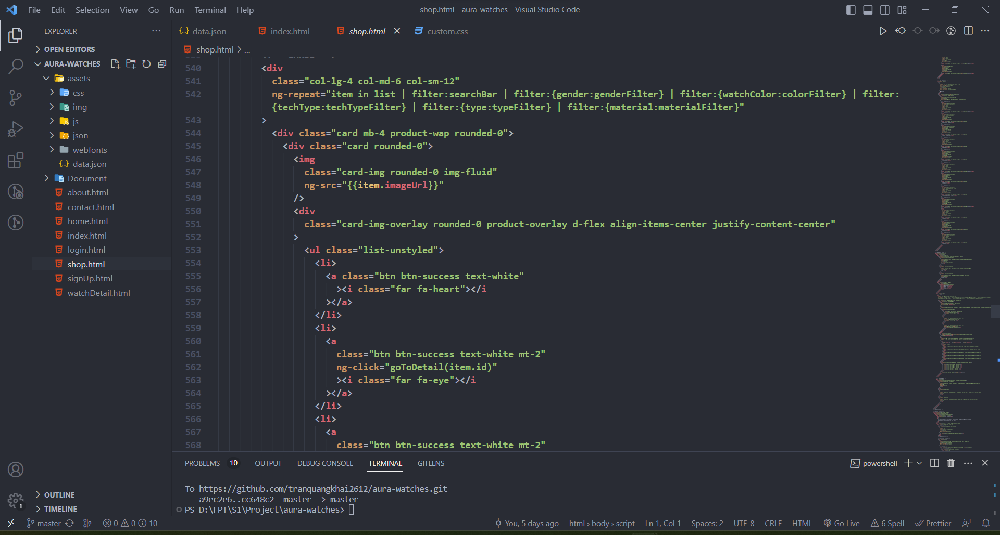 File Edit Selection View Go Run Terminal Help
shop.html - aura-watches - Visual Studio Code
EXPLORER
OPEN EDITORS
AURA-WATCHES
assets
css
img
js
json
webfonts
data.json
Document
about.html
contact.html
home.html
index.html
login.html
shop.html
signUp.html
watchDetail.html
OUTLINE
TIMELINE
data.json index.html shop.html custom.css
shop.html > ...
540 <div
541 class="col-lg-4 col-md-6 col-sm-12"
542 ng-repeat="item in list | filter:searchBar | filter:{gender:genderFilter} | filter:{watchColor:colorFilter} | filter:
{techType:techTypeFilter} | filter:{type:typeFilter} | filter:{material:materialFilter}"
543 >
544 <div class="card mb-4 product-wap rounded-0">
545 <div class="card rounded-0">
546 <img
547 class="card-img rounded-0 img-fluid"
548 ng-src="{{item.imageUrl}}"
549 />
550 <div
551 class="card-img-overlay rounded-0 product-overlay d-flex align-items-center justify-content-center"
552 >
553 <ul class="list-unstyled">
554 <li>
555 <a class="btn btn-success text-white"
556 ><i class="far fa-heart"></i
557 ></a>
558 </li>
559 <li>
560 <a
561 class="btn btn-success text-white mt-2"
562 ng-click="goToDetail(item.id)"
563 ><i class="far fa-eye"></i
564 ></a>
565 </li>
566 <li>
567 <a
568 class="btn btn-success text-white mt-2"
PROBLEMS 10 OUTPUT DEBUG CONSOLE TERMINAL GITLENS
powershell
To https://github.com/tranquangkhai2612/aura-watches.git
a9ec2e6..cc648c2 master -> master
PS D:\FPT\S1\Project\aura-watches>
1
master 0 0 10 You, 5 days ago html › body › script Ln 1, Col 1 Spaces: 2 UTF-8 CRLF HTML Go Live 6 Spell Prettier